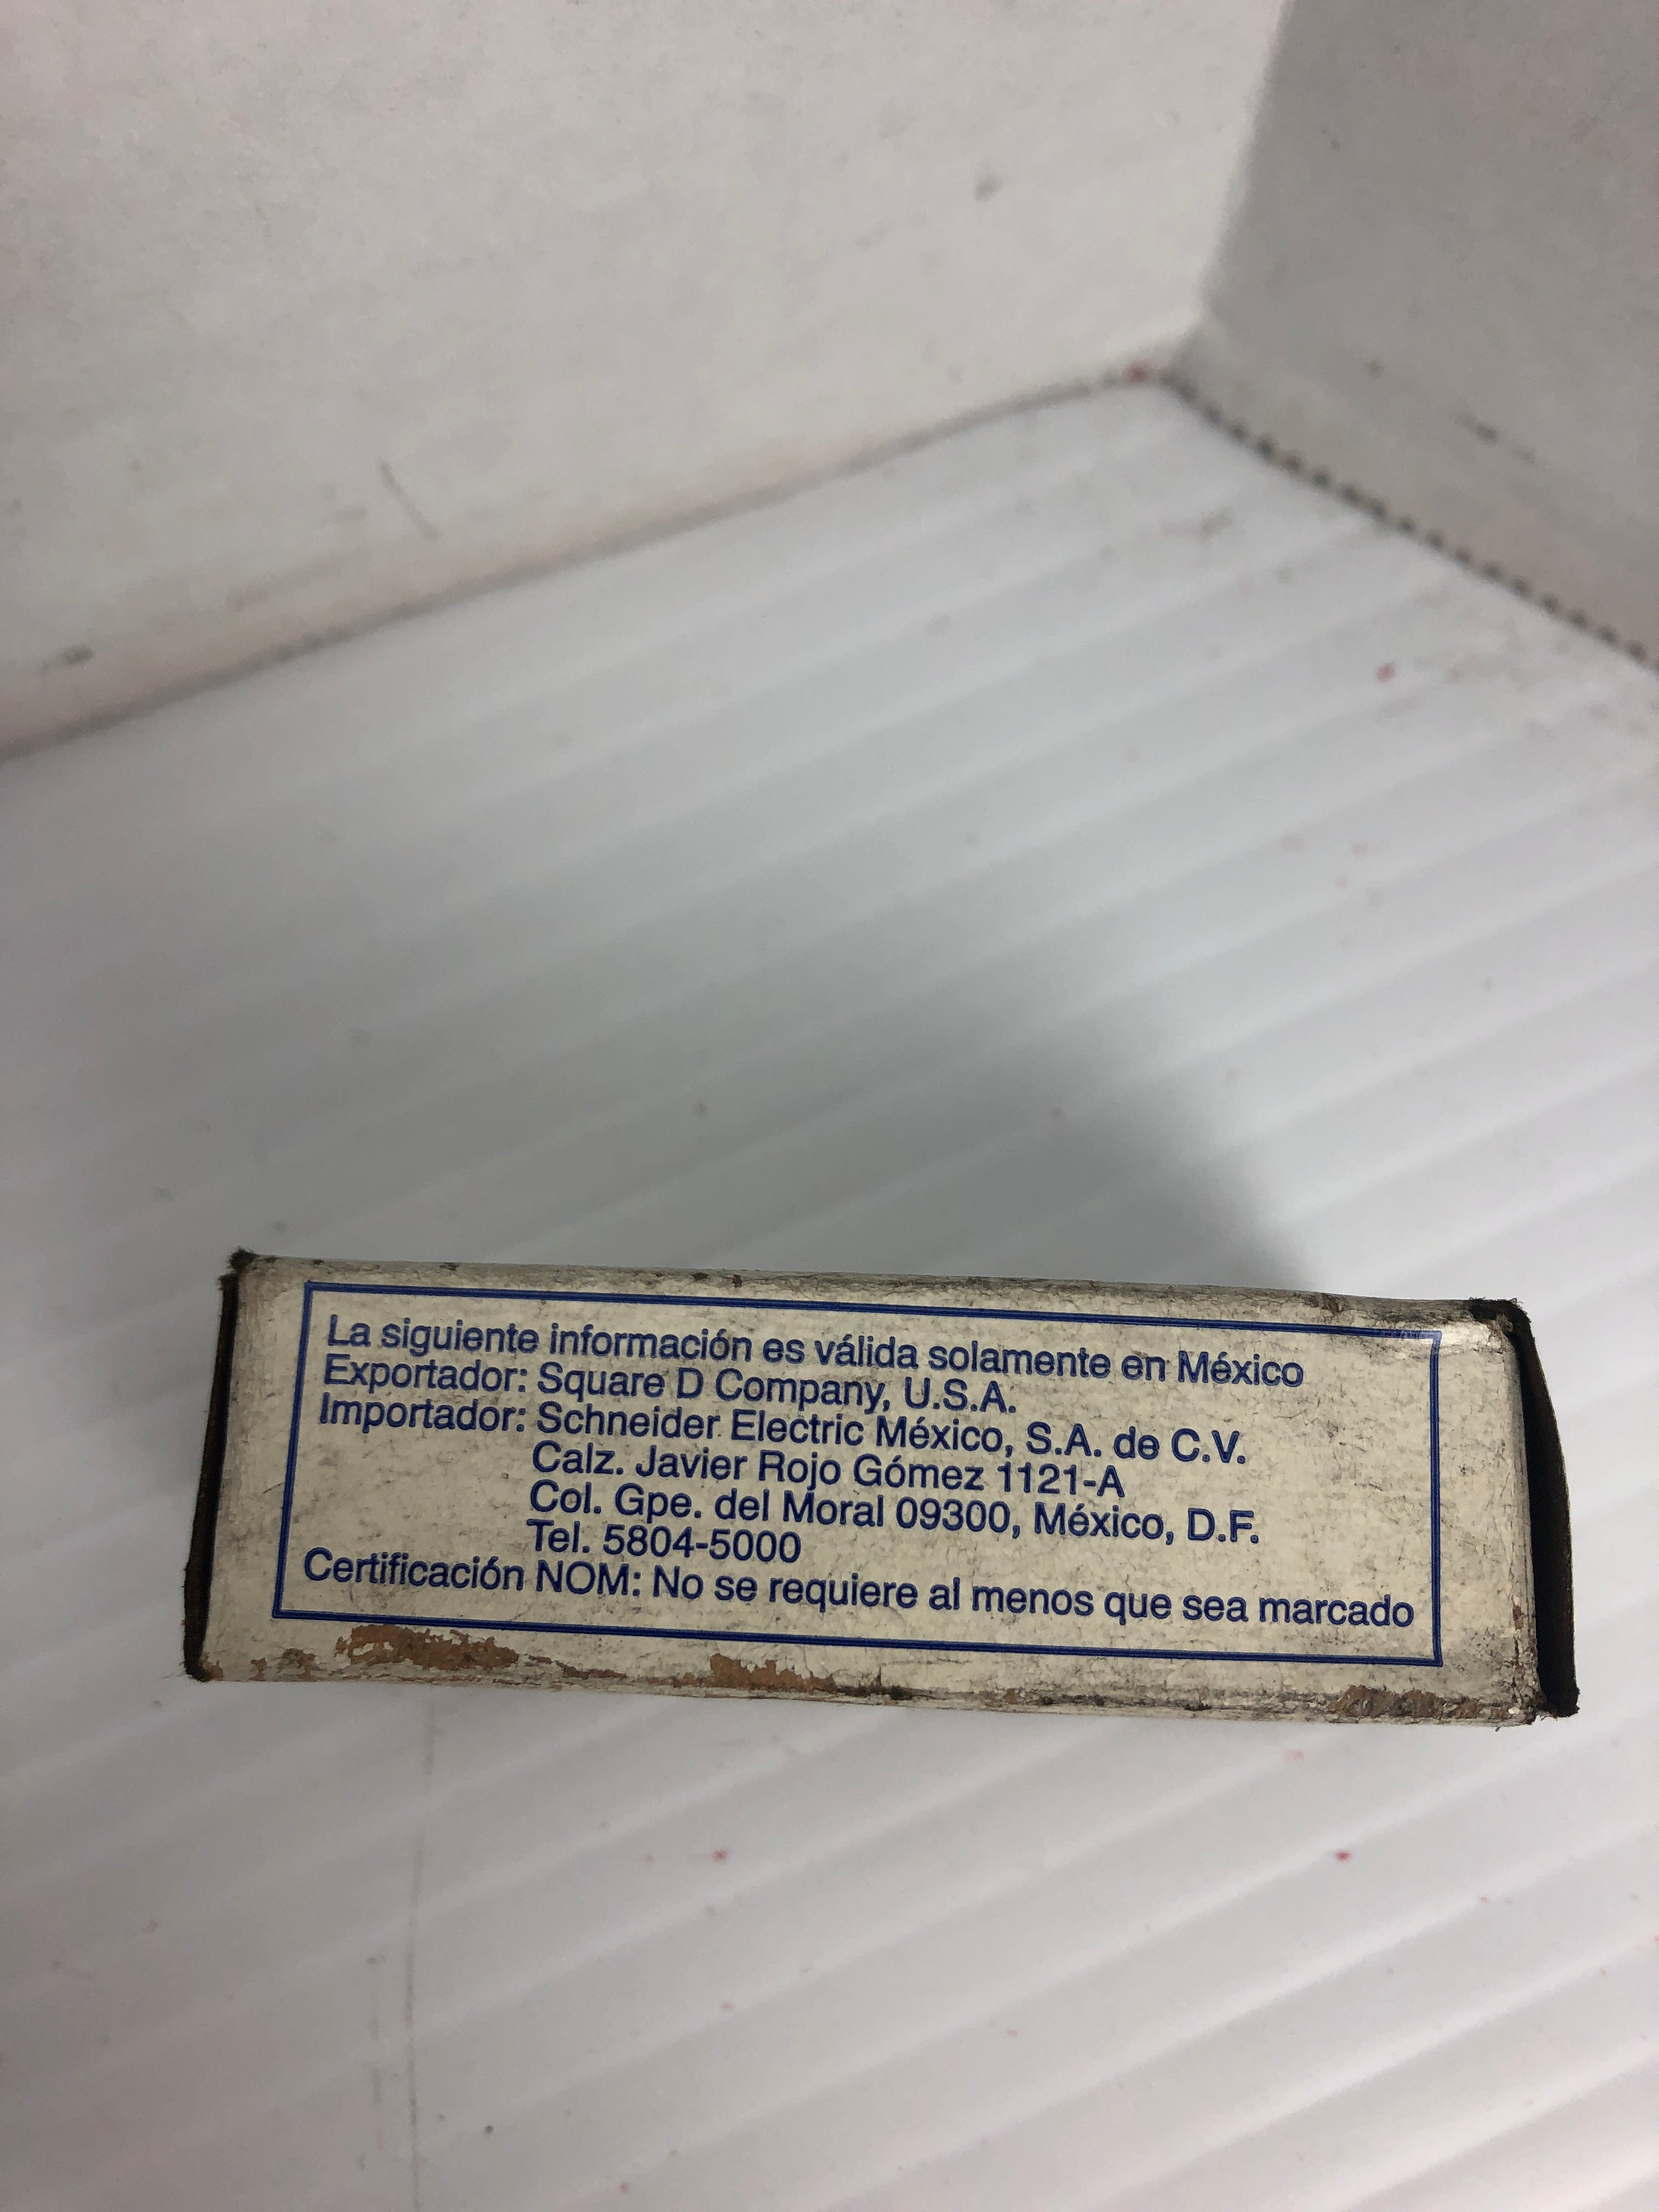 La siguiente información es válida solamente en México
Exportador: Square D Company, U.S.A.
Importador: Schneider Electric México, S.A. de C.V.
Calz. Javier Rojo Gómez 1121-A
Col. Gpe. del Moral 09300, México, D.F.
Tel. 5804-5000
Certificación NOM: No se requiere al menos que sea marcado